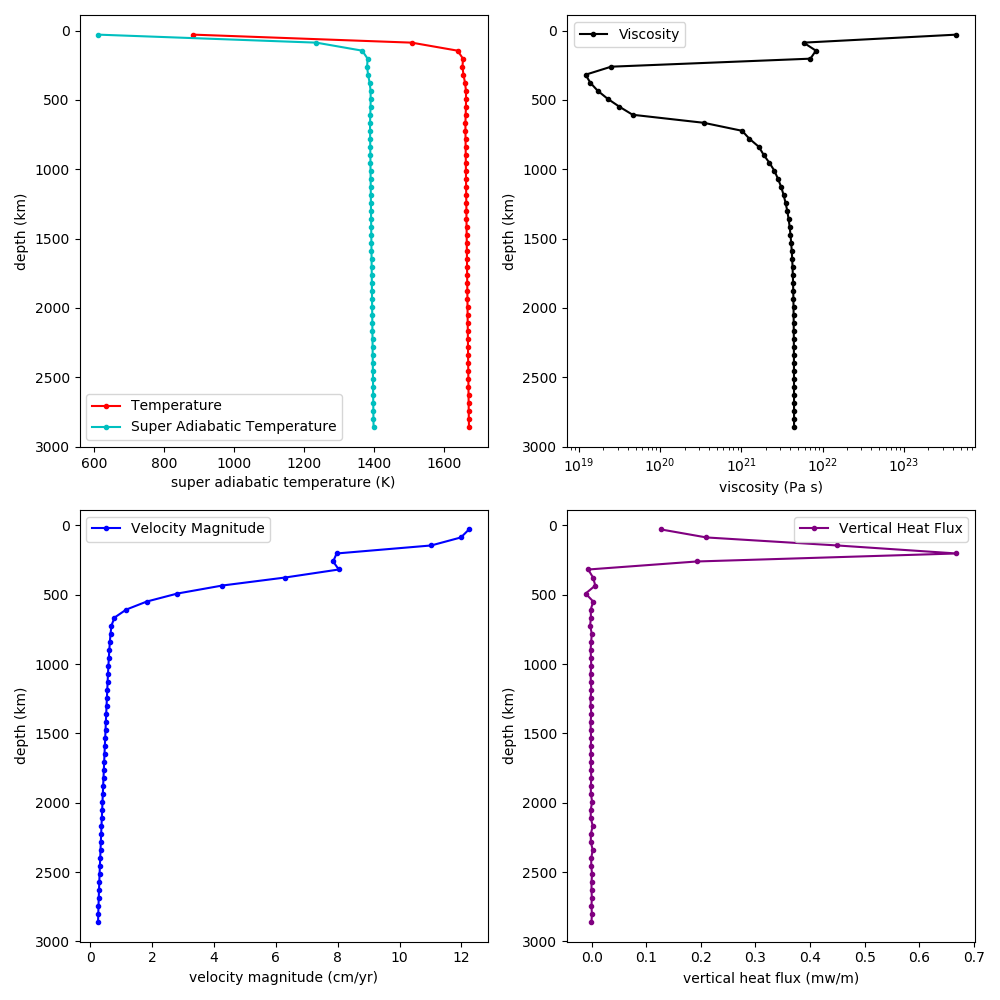 0
500
1000
1500
2000
2500
3000
depth (km)
Temperature
Super Adiabatic Temperature
600 800 1000 1200 1400 1600
super adiabatic temperature (K)
0
500
1000
1500
2000
2500
3000
depth (km)
Viscosity
10^19 10^20 10^21 10^22 10^23
viscosity (Pa s)
0
500
1000
1500
2000
2500
3000
depth (km)
Velocity Magnitude
0 2 4 6 8 10 12
velocity magnitude (cm/yr)
0
500
1000
1500
2000
2500
3000
depth (km)
Vertical Heat Flux
0.0 0.1 0.2 0.3 0.4 0.5 0.6 0.7
vertical heat flux (mw/m)